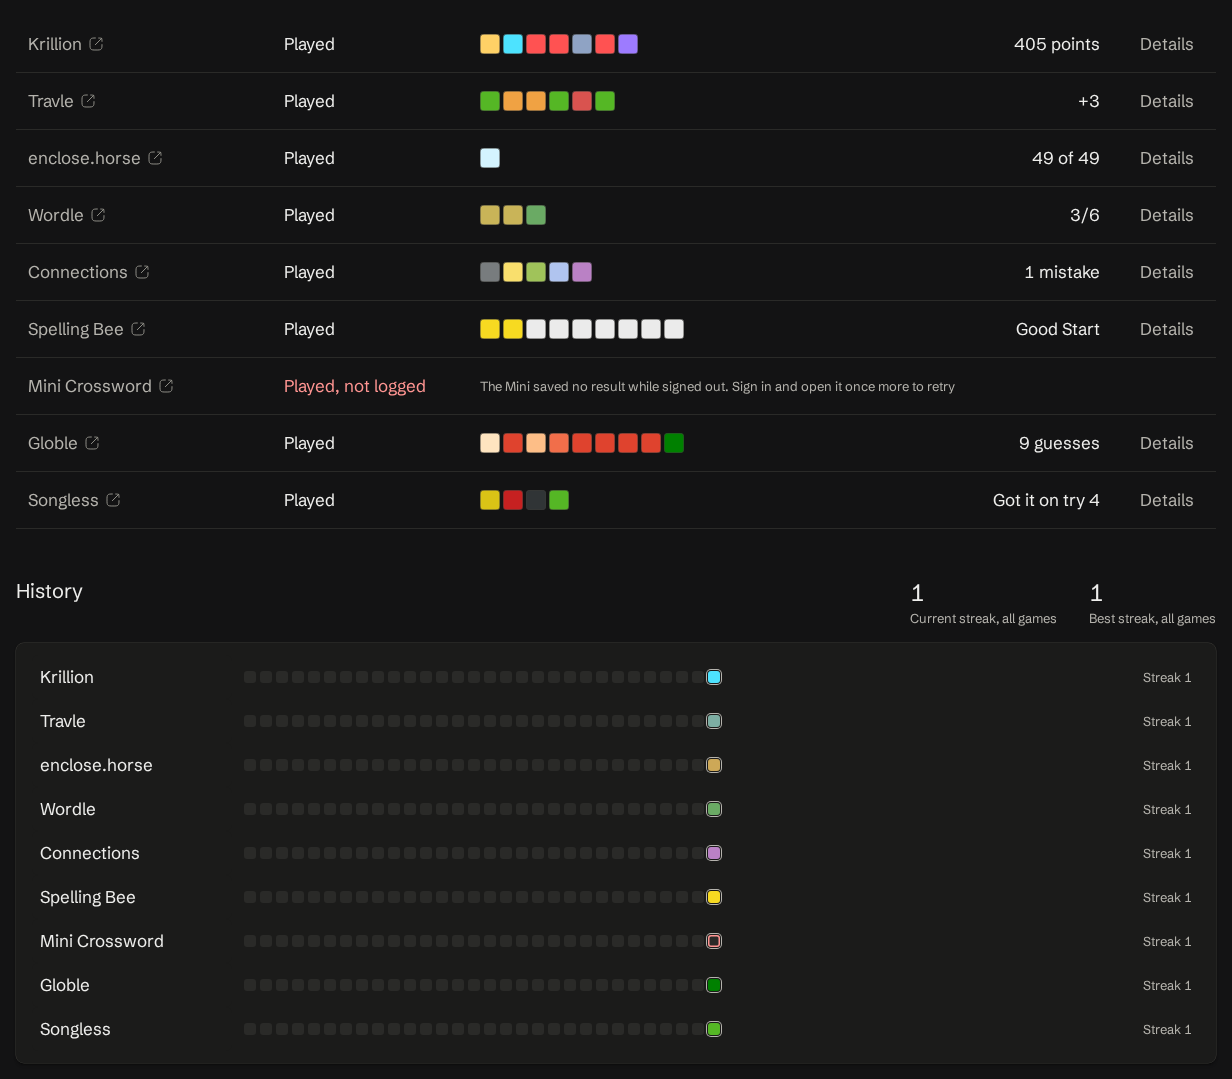 Krillion Played 405 points Details
Travle Played +3 Details
enclose.horse Played 49 of 49 Details
Wordle Played 3/6 Details
Connections Played 1 mistake Details
Spelling Bee Played Good Start Details
Mini Crossword Played, not logged The Mini saved no result while signed out. Sign in and open it once more to retry
Globle Played 9 guesses Details
Songless Played Got it on try 4 Details
History
1 1
Current streak, all games Best streak, all games
Krillion Streak 1
Travle Streak 1
enclose.horse Streak 1
Wordle Streak 1
Connections Streak 1
Spelling Bee Streak 1
Mini Crossword Streak 1
Globle Streak 1
Songless Streak 1